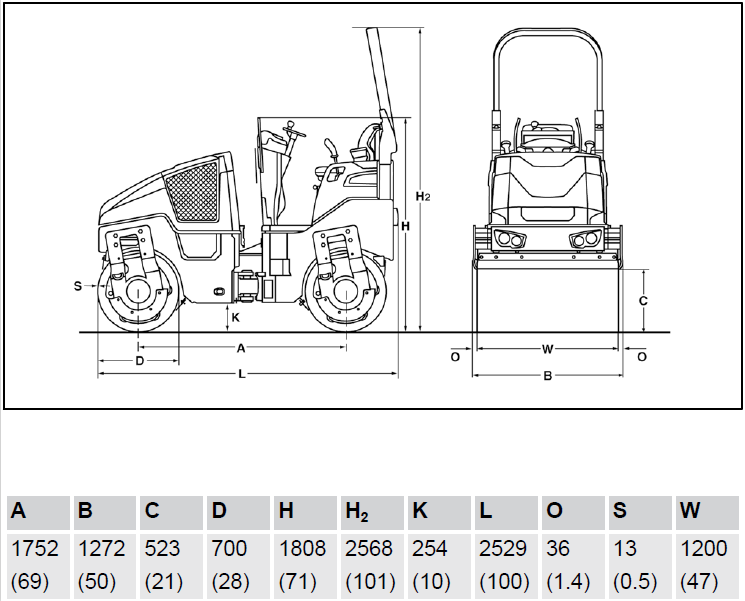 H2
H
S
K
C
A
D
L
O
W
O
B
A B C D H H2 K L O S W
1752 1272 523 700 1808 2568 254 2529 36 13 1200
(69) (50) (21) (28) (71) (101) (10) (100) (1.4) (0.5) (47)